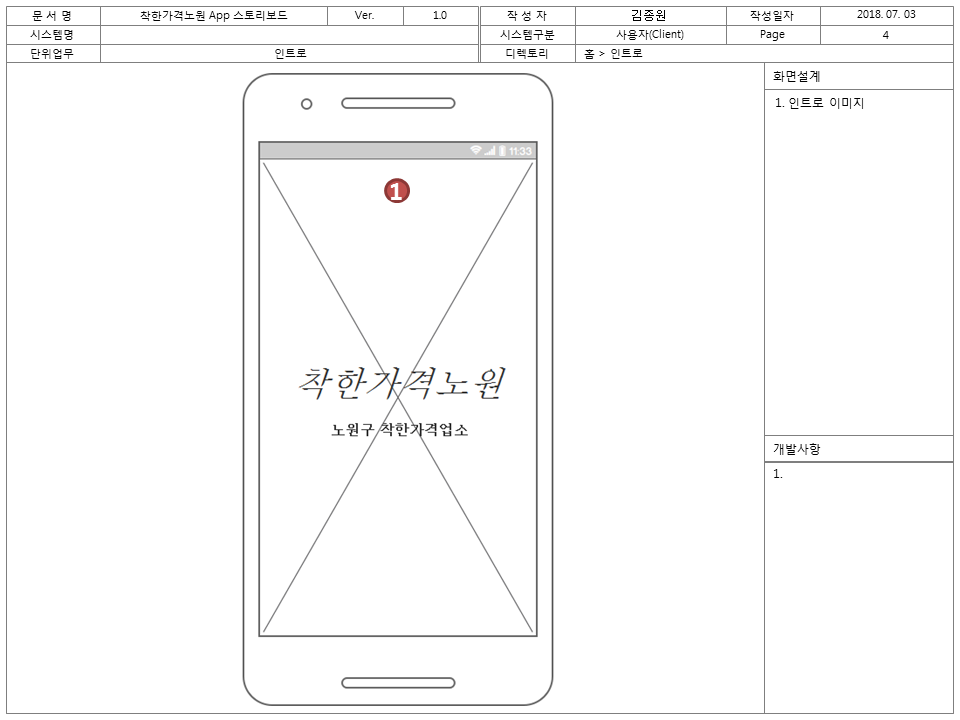 문 서 명 착한가격노원 App 스토리보드 Ver. 1.0 작 성 자 김종원 작성일자 2018. 07. 03
시스템명 시스템구분 사용자(Client) Page 4
단위업무 인트로 디렉토리 홈 > 인트로
화면설계
1. 인트로 이미지
11:33
1
착한가격노원
노원구 착한가격업소
개발사항
1.